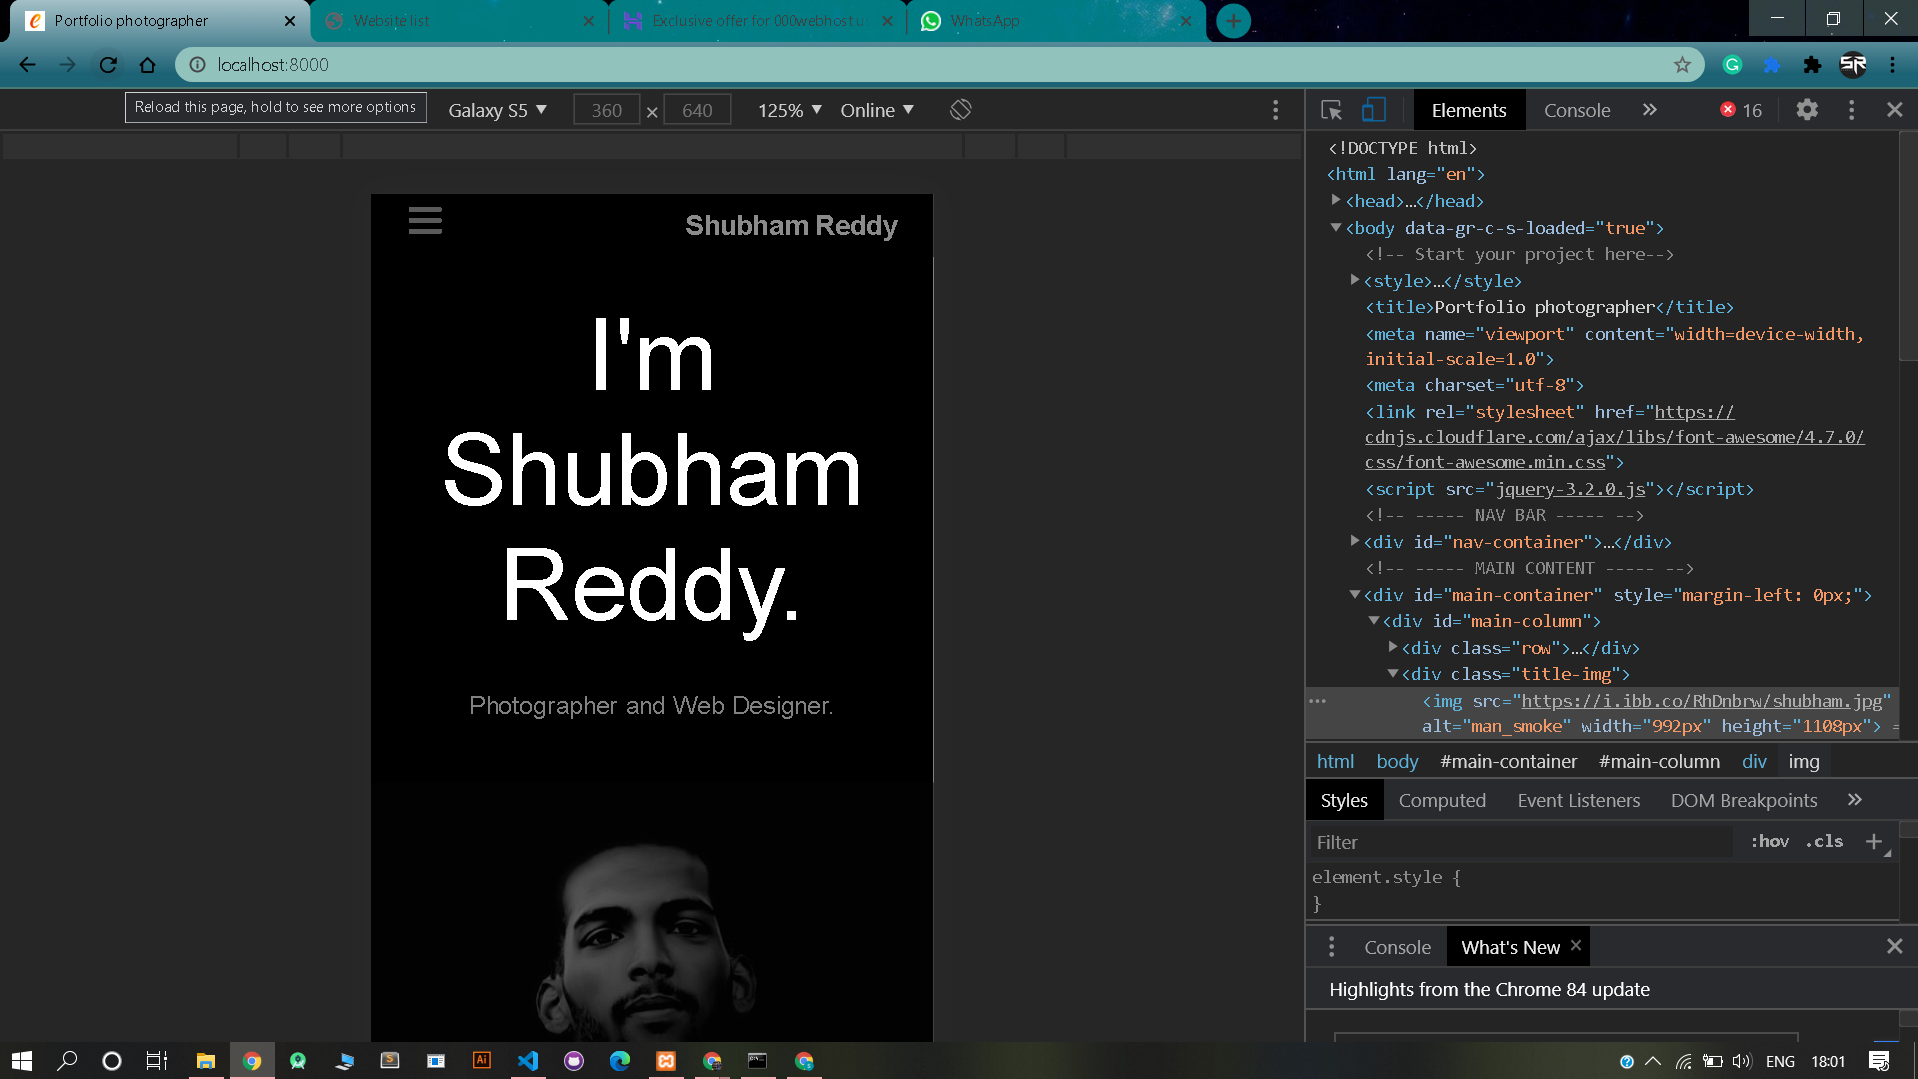 Portfolio photographer
Website list
Exclusive offer for 000webhost u
WhatsApp
localhost:8000
Reload this page, hold to see more options
Galaxy S5 ▼ 360 × 640 125% ▼ Online ▼
Elements Console » 16
Shubham Reddy
I'm
Shubham
Reddy.
Photographer and Web Designer.
<!DOCTYPE html>
<html lang="en">
<head>…</head>
<body data-gr-c-s-loaded="true">
<!-- Start your project here-->
<style>…</style>
<title>Portfolio photographer</title>
<meta name="viewport" content="width=device-width,
initial-scale=1.0">
<meta charset="utf-8">
<link rel="stylesheet" href="https://
cdnjs.cloudflare.com/ajax/libs/font-awesome/4.7.0/
css/font-awesome.min.css">
<script src="jquery-3.2.0.js"></script>
<!-- ----- NAV BAR ----- -->
<div id="nav-container">…</div>
<!-- ----- MAIN CONTENT ----- -->
<div id="main-container" style="margin-left: 0px;">
<div id="main-column">
<div class="row">…</div>
<div class="title-img">
<img src="https://i.ibb.co/RhDnbrw/shubham.jpg"
alt="man_smoke" width="992px" height="1108px"> =
html body #main-container #main-column div img
Styles Computed Event Listeners DOM Breakpoints »
Filter :hov .cls +
element.style {
}
Console What's New
Highlights from the Chrome 84 update
ENG 18:01